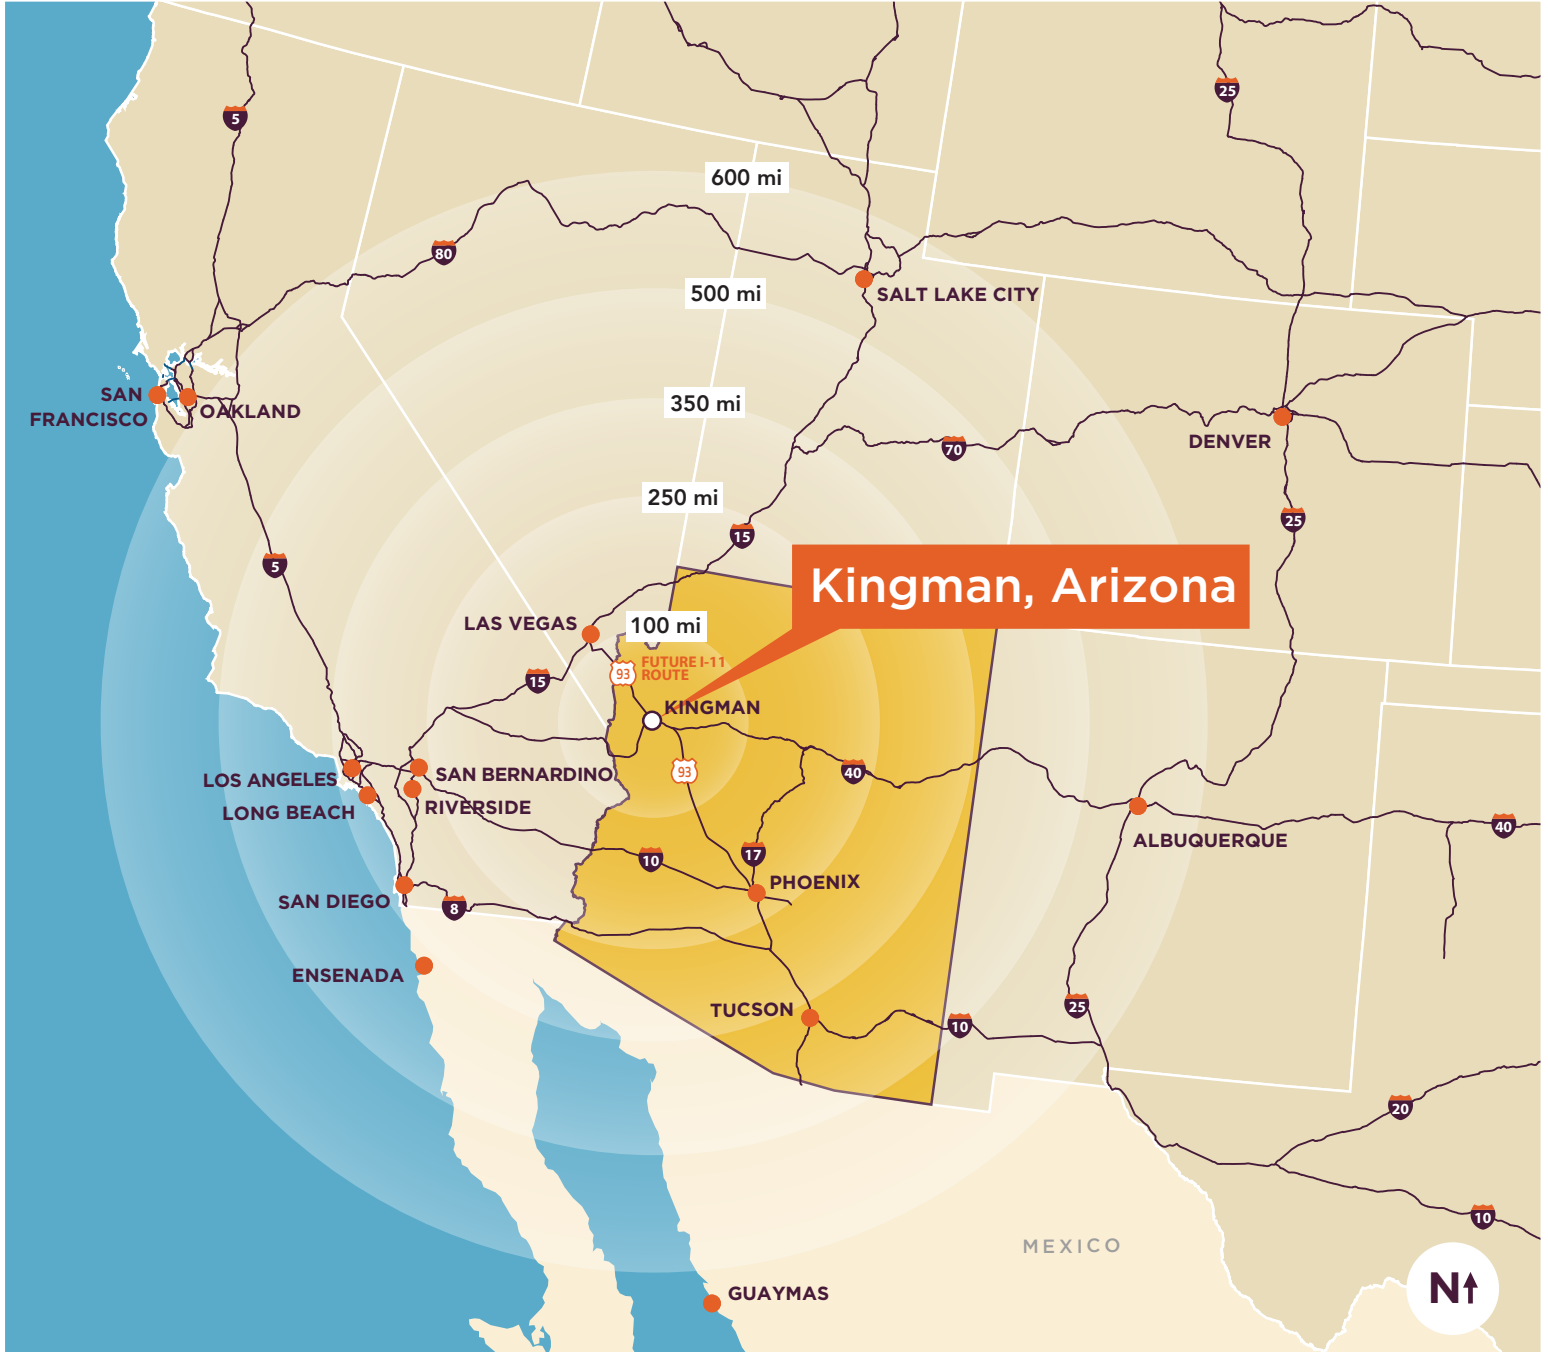 25
5
600 mi
80
500 mi
SALT LAKE CITY
350 mi
SAN
FRANCISCO
OAKLAND
DENVER
70
250 mi
25
15
5
Kingman, Arizona
LAS VEGAS
100 mi
FUTURE I-11
ROUTE
93
15
KINGMAN
SAN BERNARDINO
LOS ANGELES
93
40
RIVERSIDE
LONG BEACH
40
ALBUQUERQUE
17
10
PHOENIX
SAN DIEGO
8
ENSENADA
TUCSON
25
10
20
10
MEXICO
GUAYMAS
N